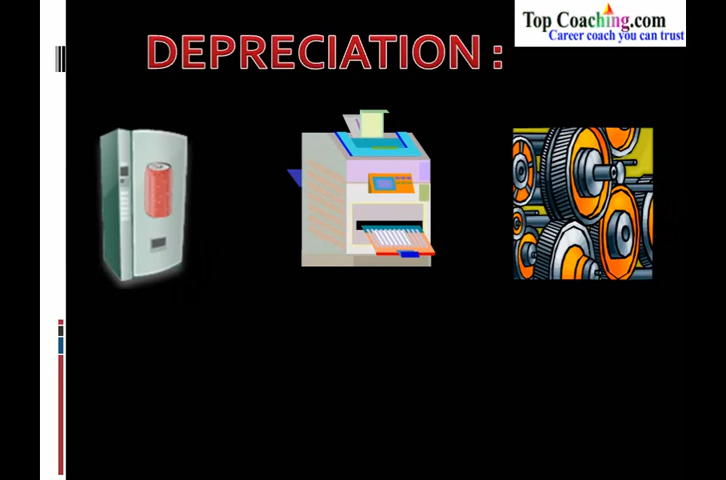 Top Coaching.com
Career coach you can trust
DEPRECIATION :